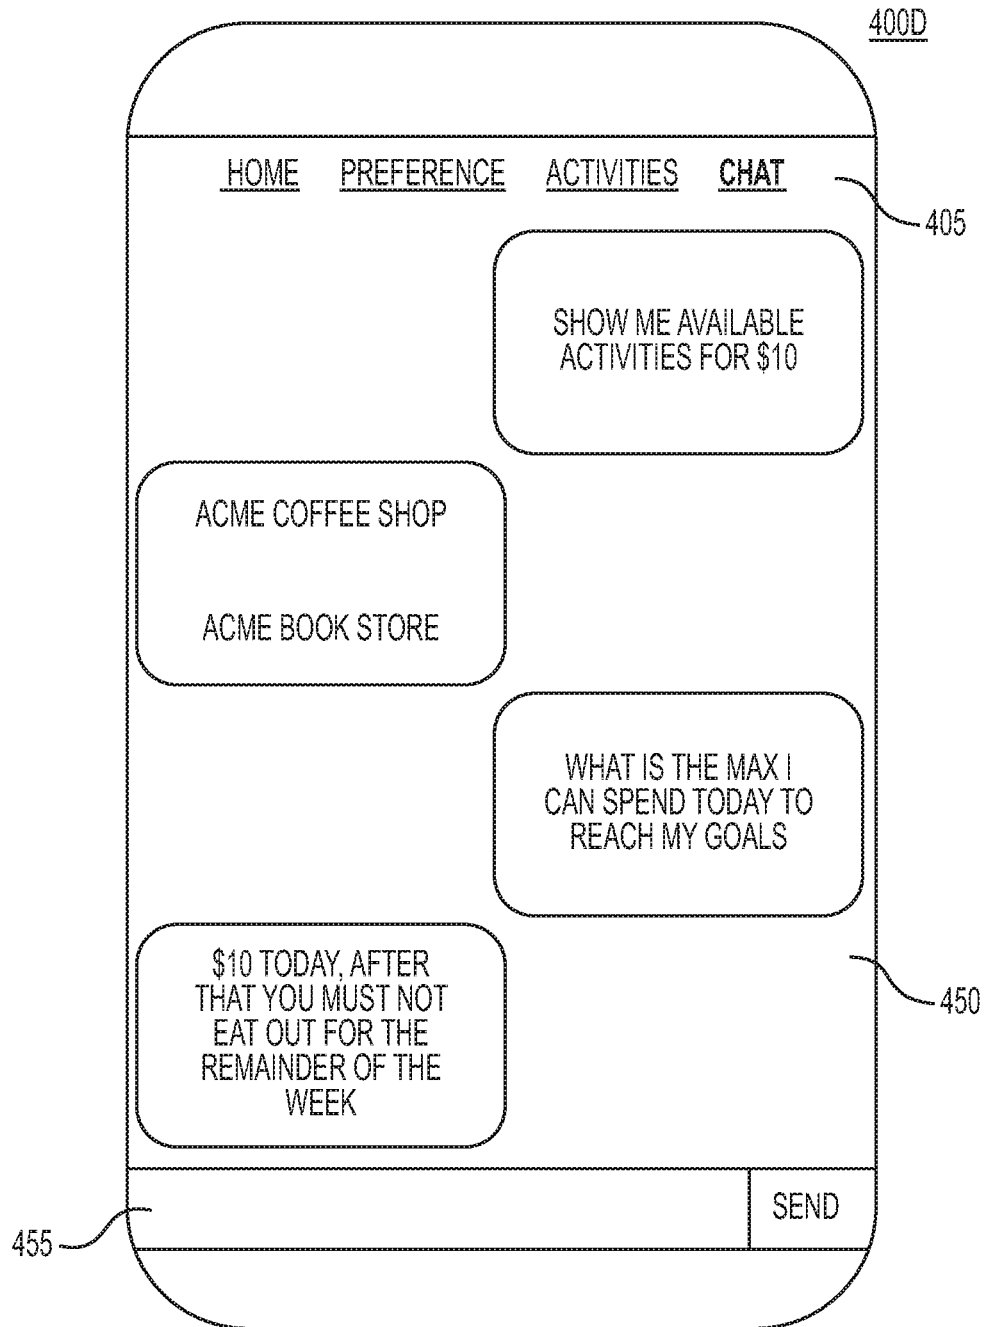 400D
HOME PREFERENCE ACTIVITIES CHAT
405
SHOW ME AVAILABLE
ACTIVITIES FOR $10
ACME COFFEE SHOP
ACME BOOK STORE
WHAT IS THE MAX I
CAN SPEND TODAY TO
REACH MY GOALS
$10 TODAY, AFTER
THAT YOU MUST NOT
EAT OUT FOR THE
REMAINDER OF THE
WEEK
450
SEND
455